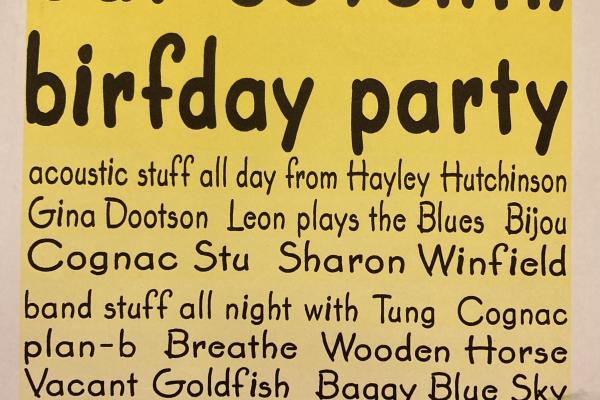 birfday party
acoustic stuff all day from Hayley Hutchinson
Gina Dootson Leon plays the Blues Bijou
Cognac Stu Sharon Winfield
band stuff all night with Tung Cognac
plan-b Breathe Wooden Horse
Vacant Goldfish Baggy Blue Sky